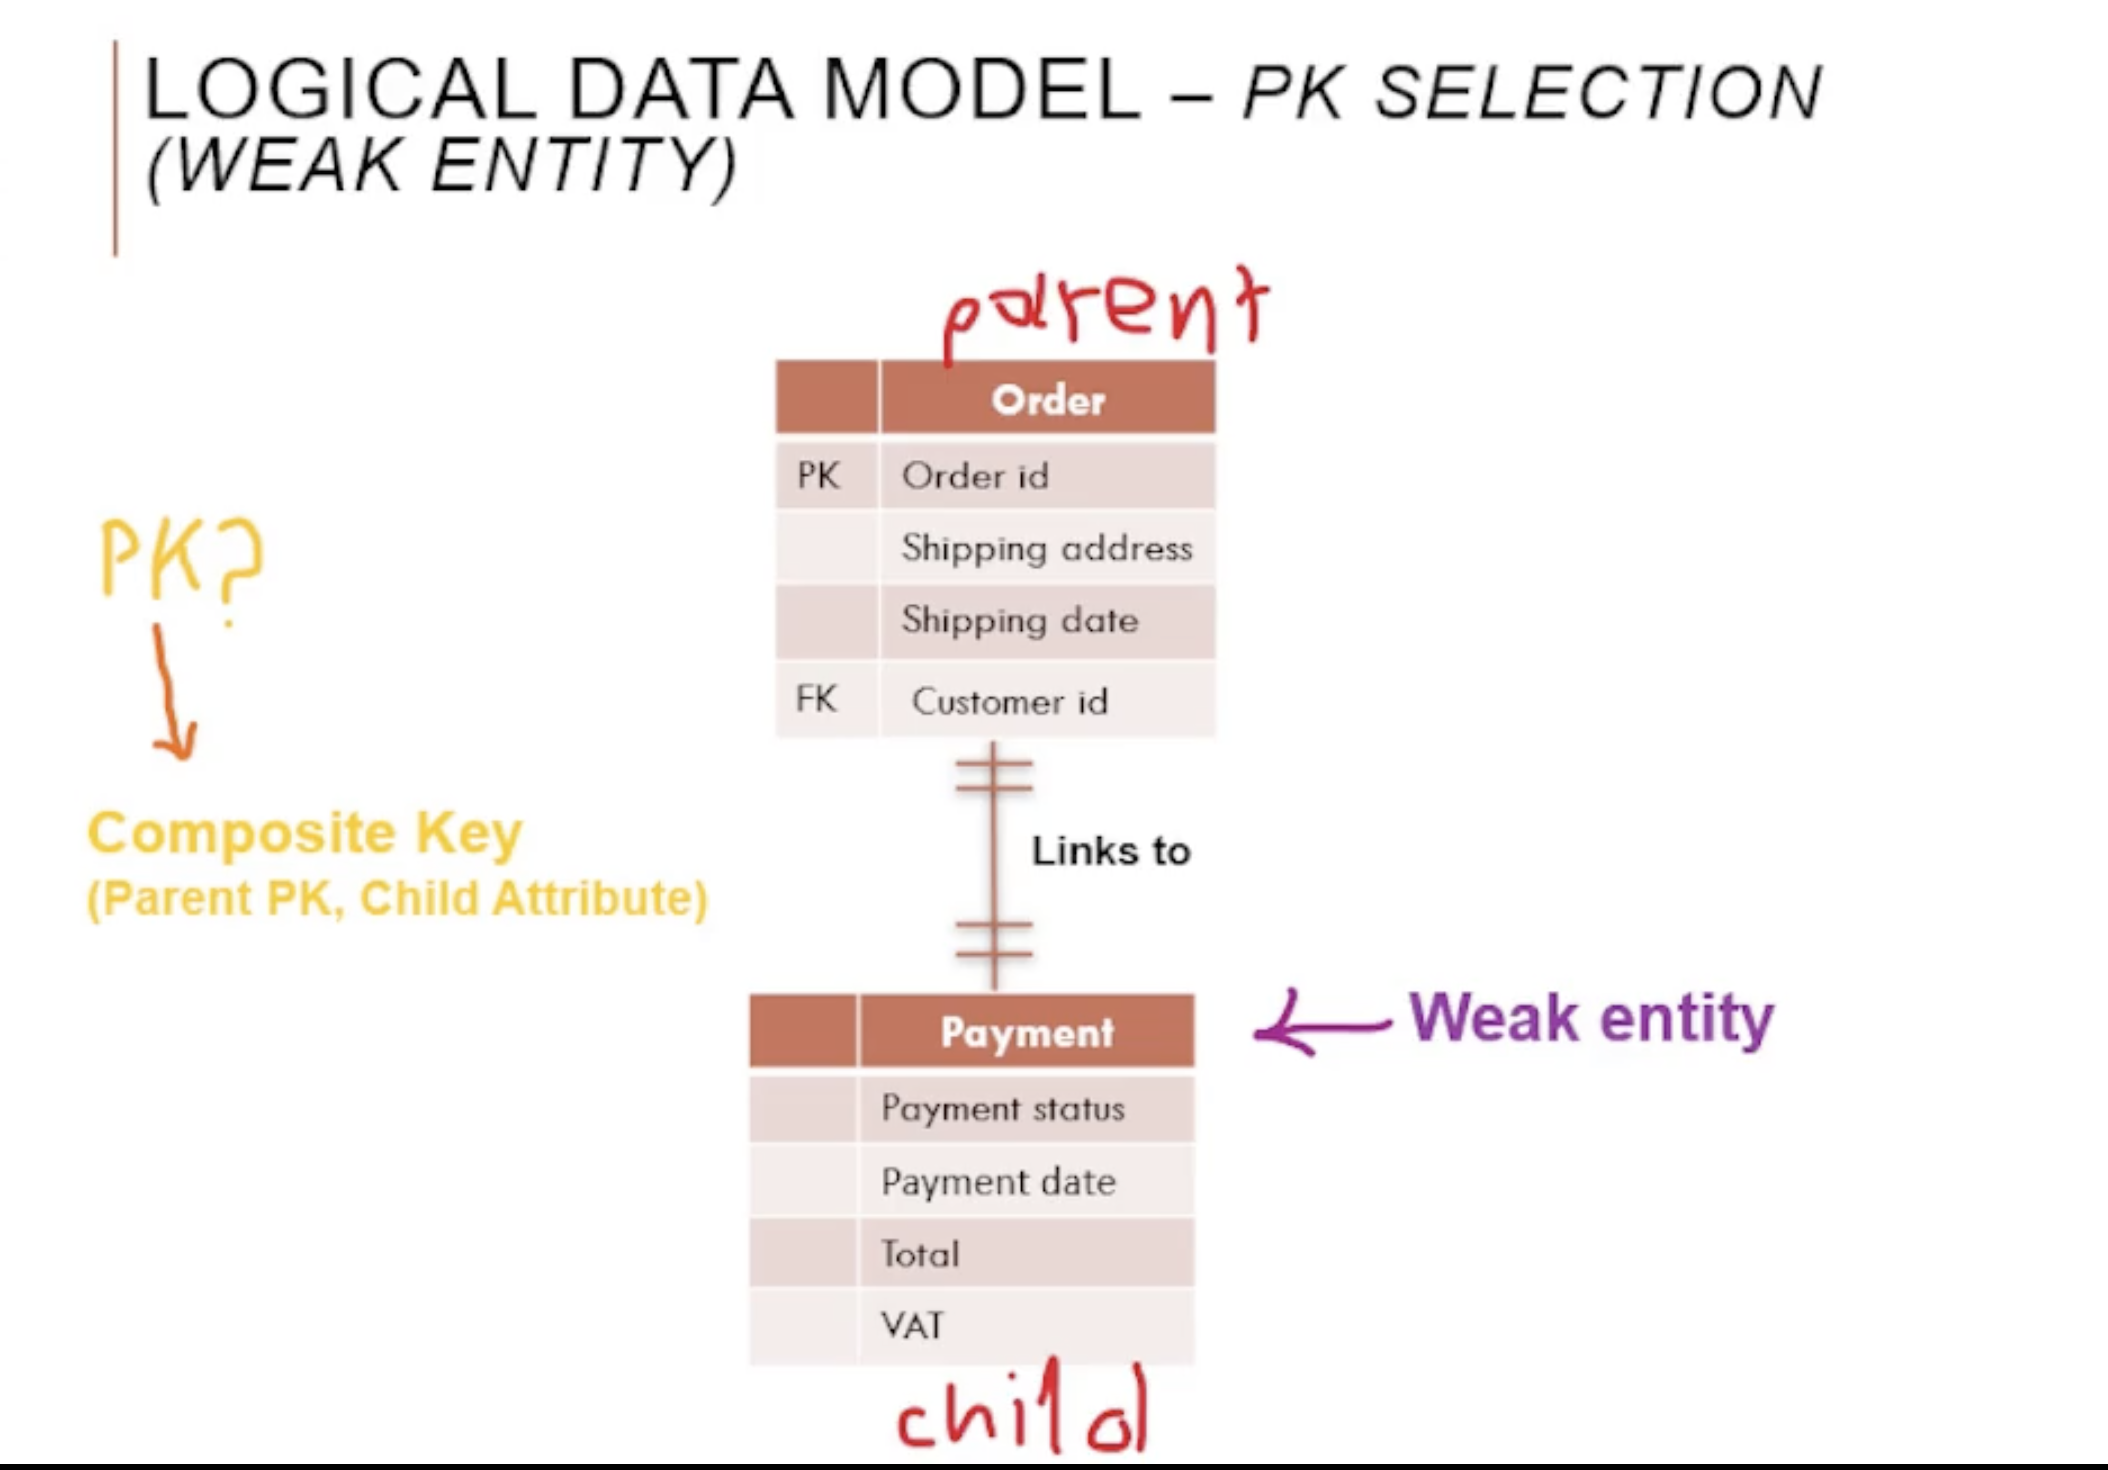 LOGICAL DATA MODEL – PK SELECTION
(WEAK ENTITY)
parent
Order
PK Order id
Shipping address
Shipping date
FK Customer id
PK?
Composite Key
(Parent PK, Child Attribute)
Links to
Weak entity
Payment
Payment status
Payment date
Total
VAT
child